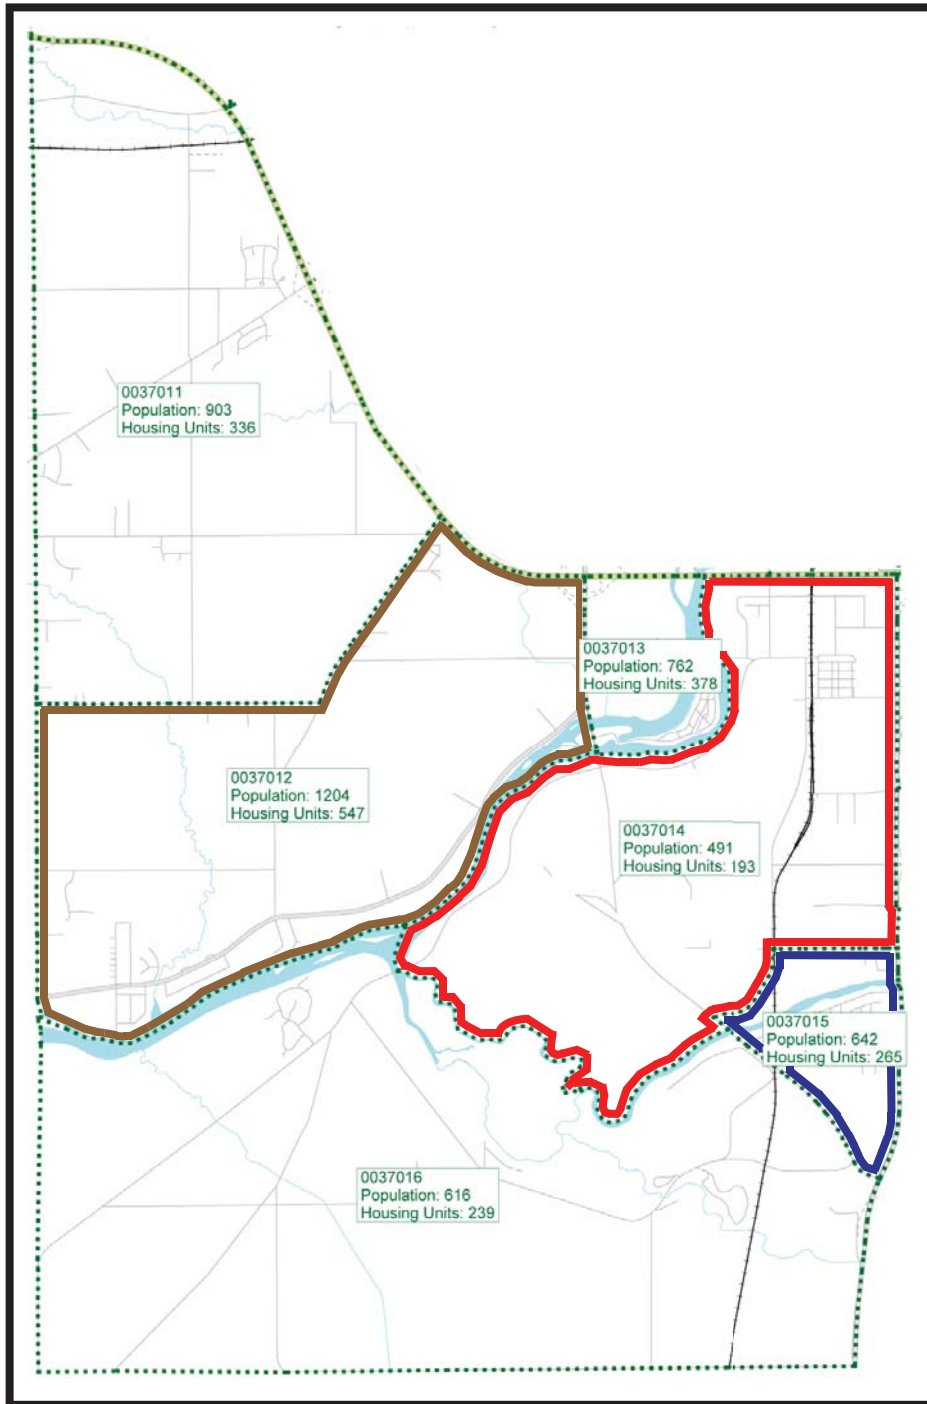 0037011
Population: 903
Housing Units: 336
0037013
Population: 762
Housing Units: 378
0037012
Population: 1204
Housing Units: 547
0037014
Population: 491
Housing Units: 193
0037015
Population: 642
Housing Units: 265
0037016
Population: 616
Housing Units: 239